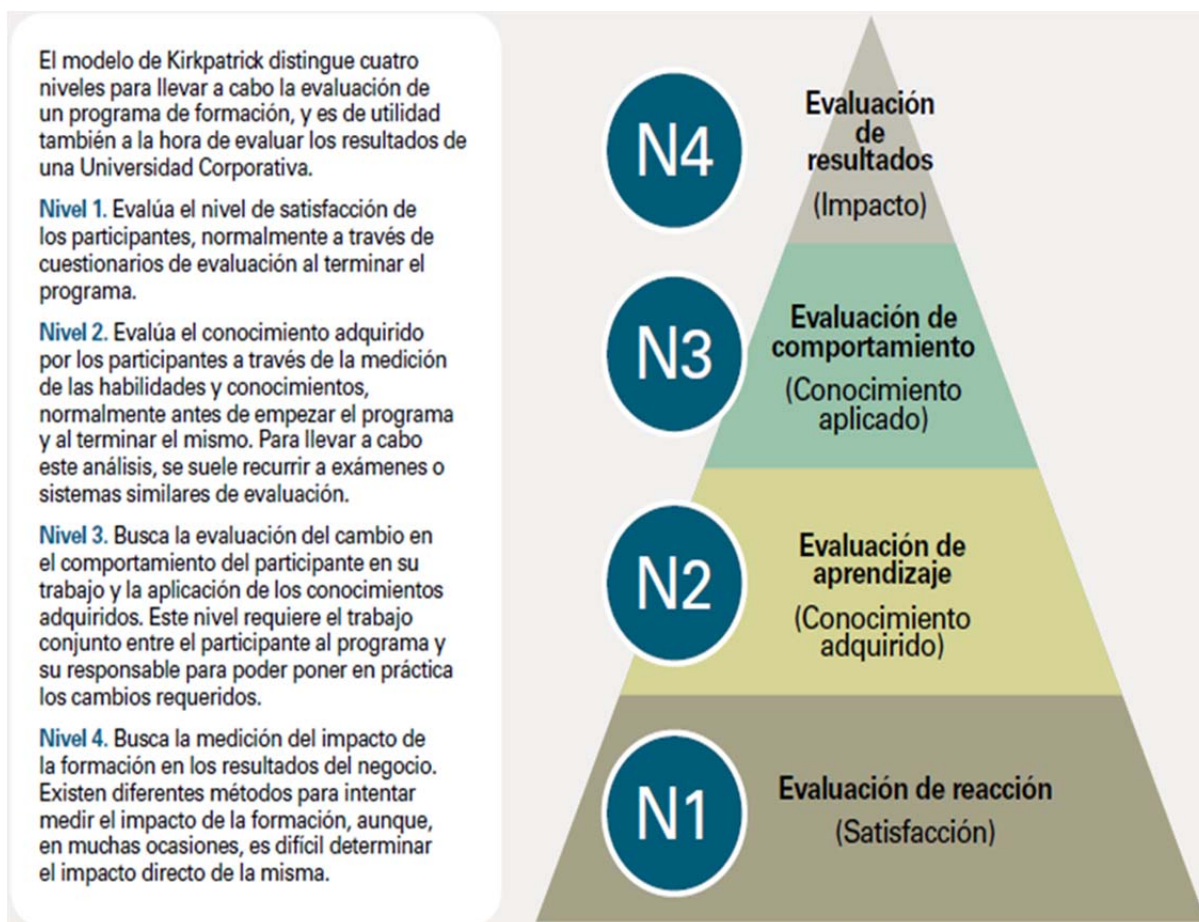 El modelo de Kirkpatrick distingue cuatro
niveles para llevar a cabo la evaluación de
un programa de formación, y es de utilidad
también a la hora de evaluar los resultados de
una Universidad Corporativa.
Nivel 1. Evalúa el nivel de satisfacción de
los participantes, normalmente a través de
cuestionarios de evaluación al terminar el
programa.
Nivel 2. Evalúa el conocimiento adquirido
por los participantes a través de la medición
de las habilidades y conocimientos,
normalmente antes de empezar el programa
y al terminar el mismo. Para llevar a cabo
este análisis, se suele recurrir a exámenes o
sistemas similares de evaluación.
Nivel 3. Busca la evaluación del cambio en
el comportamiento del participante en su
trabajo y la aplicación de los conocimientos
adquiridos. Este nivel requiere el trabajo
conjunto entre el participante al programa y
su responsable para poder poner en práctica
los cambios requeridos.
Nivel 4. Busca la medición del impacto de
la formación en los resultados del negocio.
Existen diferentes métodos para intentar
medir el impacto de la formación, aunque,
en muchas ocasiones, es difícil determinar
el impacto directo de la misma.
N4
Evaluación
de
resultados
(Impacto)
N3
Evaluación de
comportamiento
(Conocimiento
aplicado)
N2
Evaluación de
aprendizaje
(Conocimiento
adquirido)
N1
Evaluación de reacción
(Satisfacción)